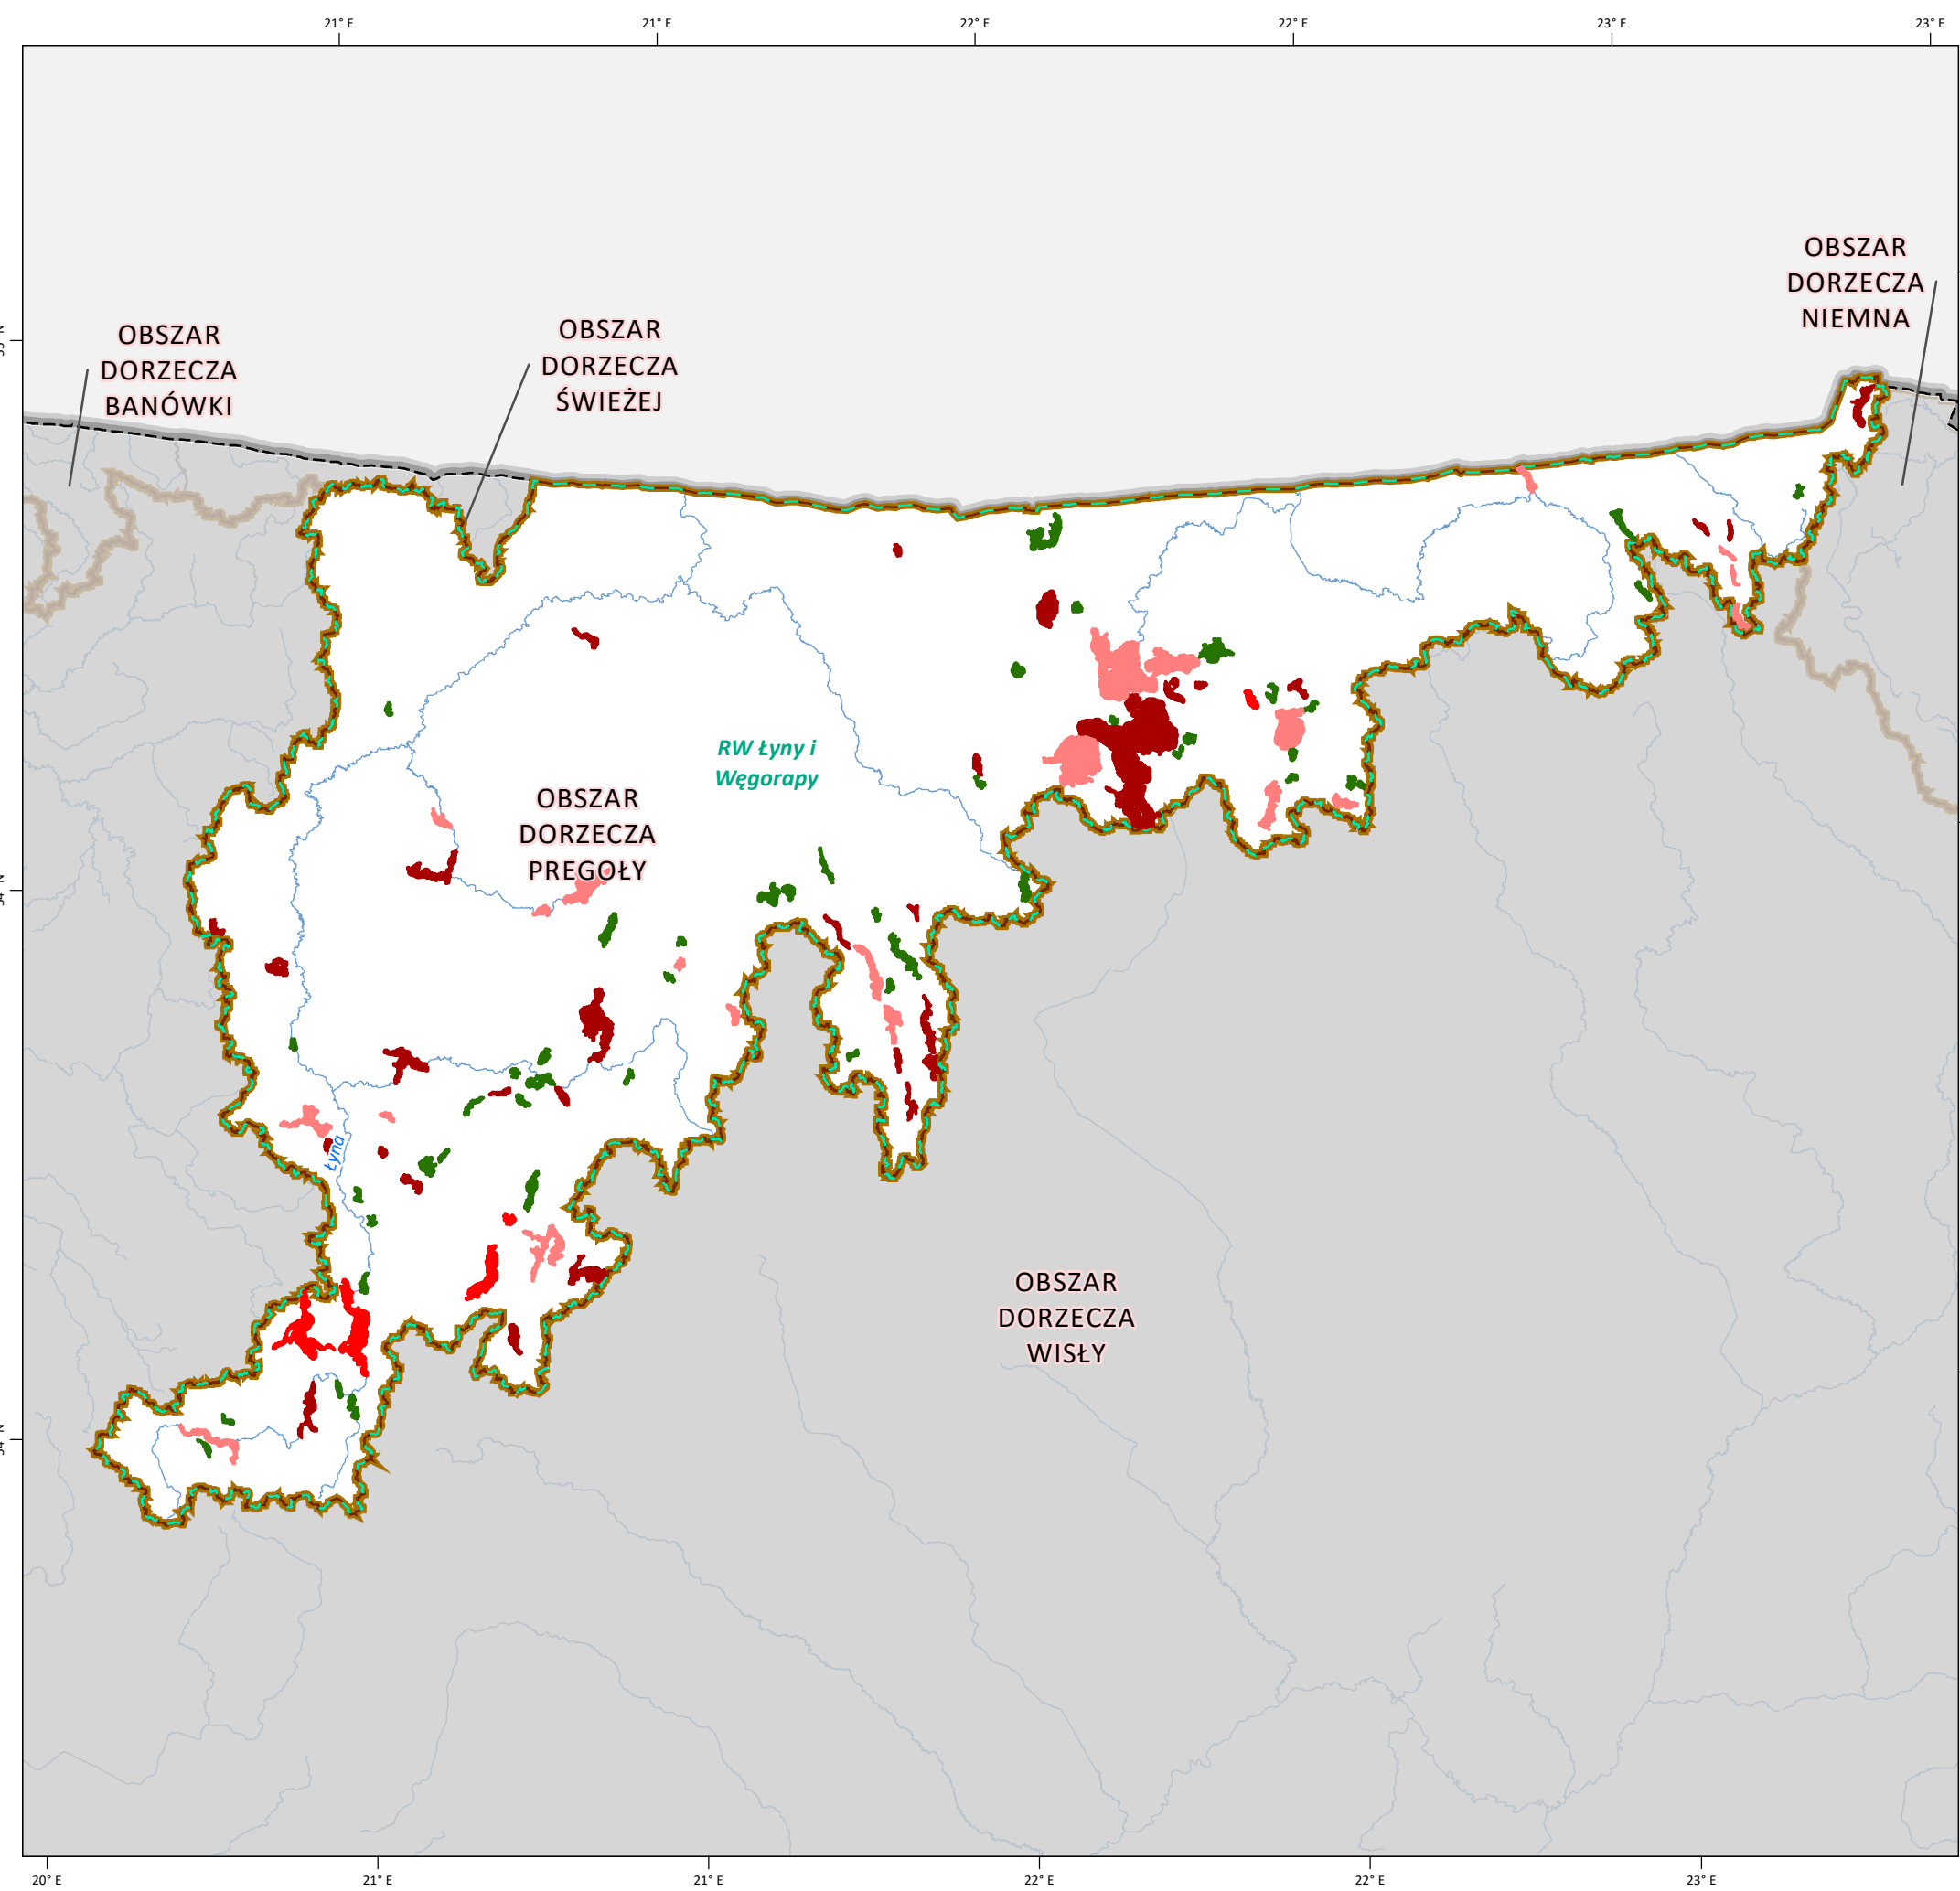 21° E
21° E
22° E
22° E
23° E
23° E
OBSZAR
DORZECZA
NIEMNA
OBSZAR
DORZECZA
BANÓWKI
OBSZAR
DORZECZA
ŚWIEŻEJ
RW Łyny i
Węgorapy
OBSZAR
DORZECZA
PREGOŁY
Łyna
OBSZAR
DORZECZA
WISŁY
20° E
21° E
21° E
22° E
22° E
23° E